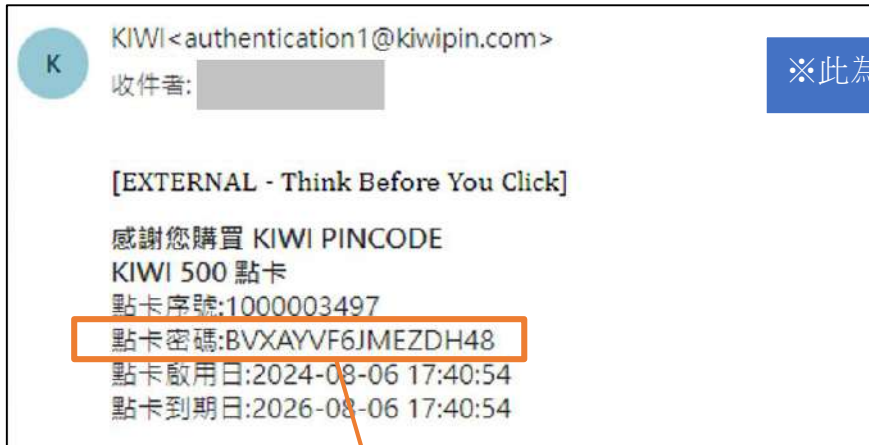 K
KIWI<authentication1@kiwipin.com>
收件者:
※此為
[EXTERNAL - Think Before You Click]
感謝您購買 KIWI PINCODE
KIWI 500 點卡
點卡序號:1000003497
點卡密碼:BVXAYVF6JMEZDH48
點卡啟用日:2024-08-06 17:40:54
點卡到期日:2026-08-06 17:40:54